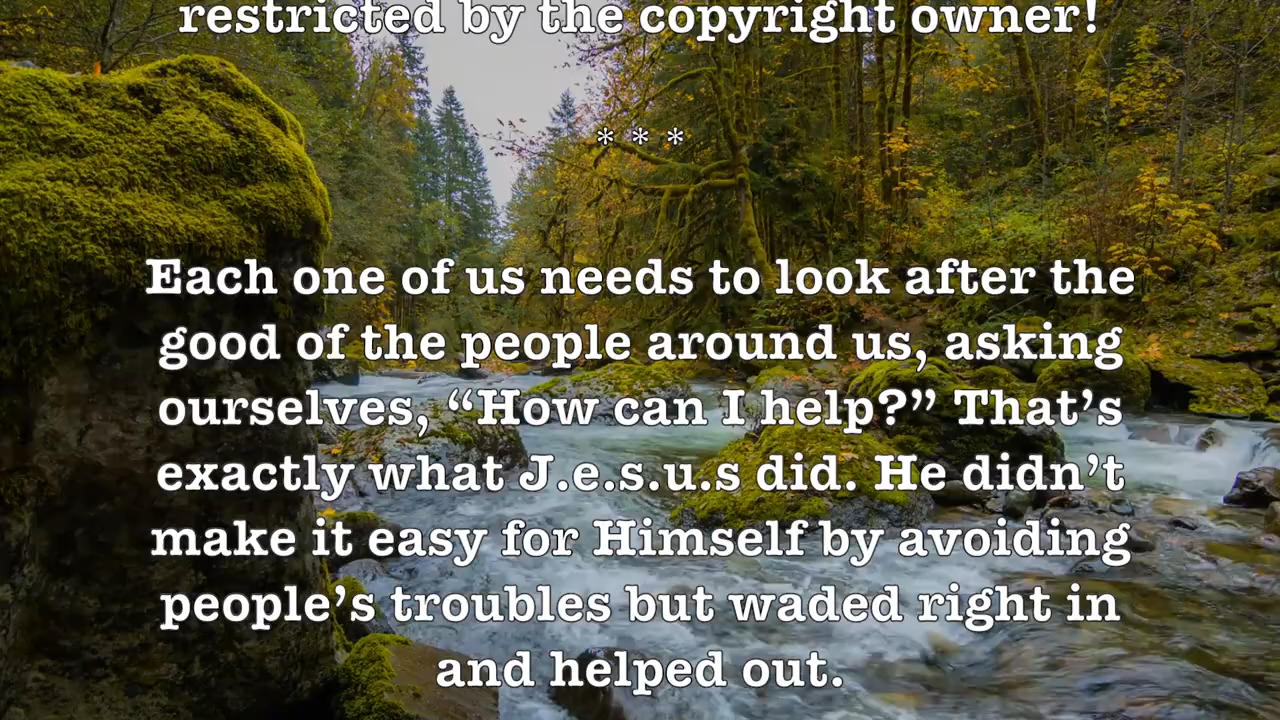 restricted by the copyright owner!
* * *
Each one of us needs to look after the
good of the people around us, asking
ourselves, “How can I help?” That’s
exactly what J.e.s.u.s did. He didn’t
make it easy for Himself by avoiding
people’s troubles but waded right in
and helped out.